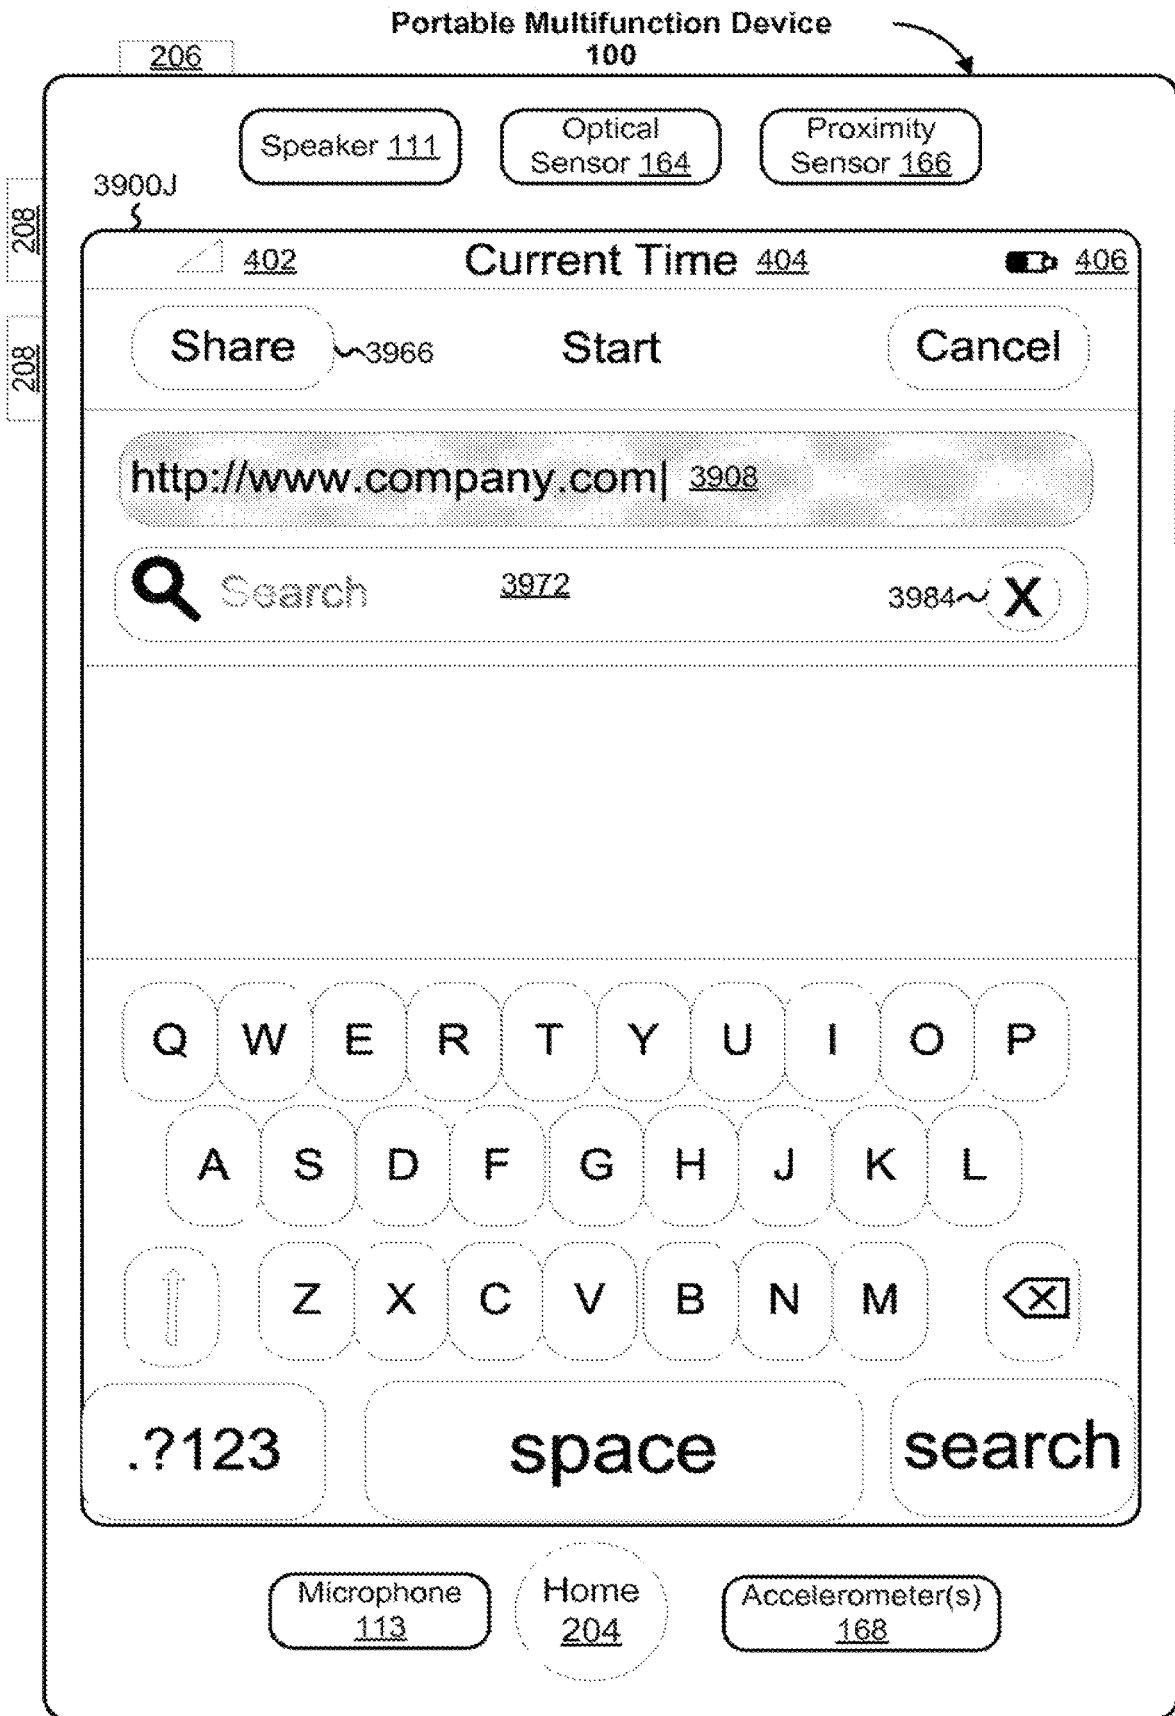 Portable Multifunction Device
100
206
Speaker 111
Optical
Sensor 164
Proximity
Sensor 166
3900J
208
402 Current Time 404 406
208
Share 3966 Start Cancel
http://www.company.com| 3908
Search 3972 3984 X
Q W E R T Y U I O P
A S D F G H J K L
Z X C V B N M
.?123 space search
Microphone
113
Home
204
Accelerometer(s)
168